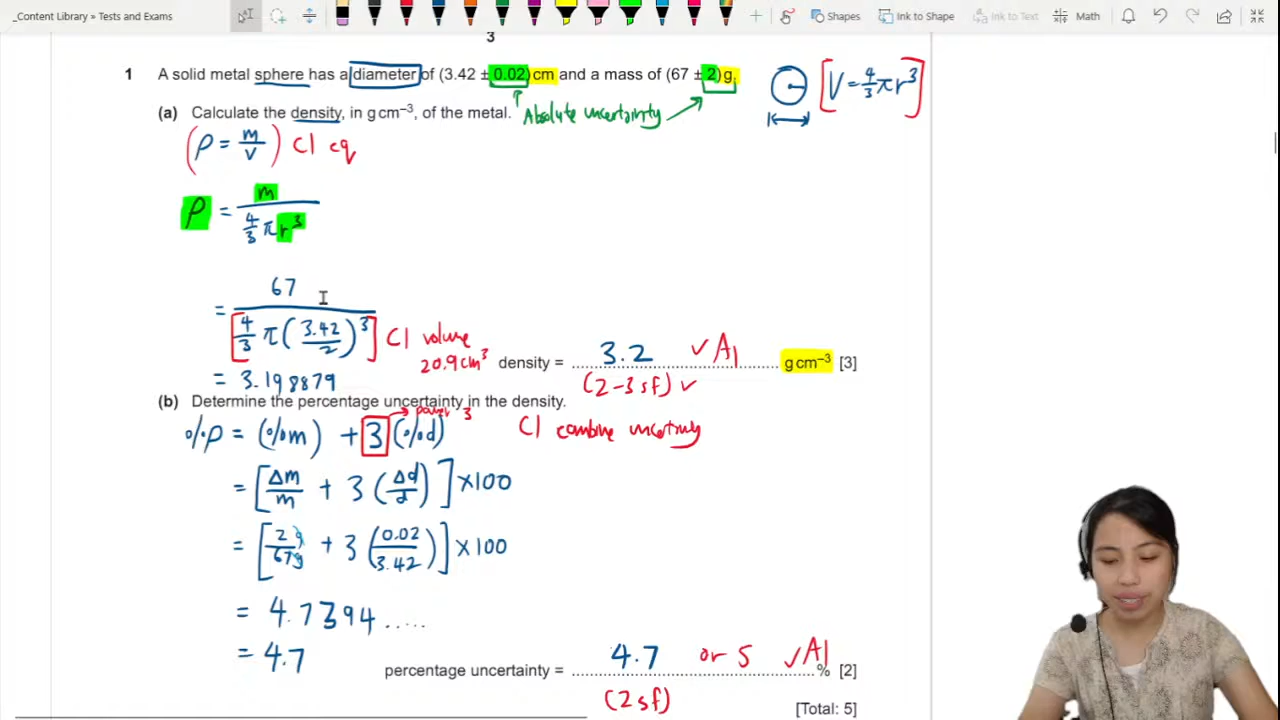 _Content Library » Tests and Exams
Shapes
Ink to Shape
Ink to Text
Math
3
1 A solid metal sphere has a diameter of (3.42 ± 0.02) cm and a mass of (67 ± 2) g.
V = 4/3 πr³
(a) Calculate the density, in g cm⁻³, of the metal.
Absolute uncertainty
(ρ = m/V) C1 eq
ρ = m / 4/3 π r³
= 67 / [4/3 π (3.42/2)³] C1 volume
20.9 cm³
density = 3.2 ✓A1 g cm⁻³ [3]
= 3.198879
(2-3 sf) ✓
(b) Determine the percentage uncertainty in the density.
power 3
%ρ = (%m) + 3 (%d) C1 combine uncertainty
= [Δm/m + 3 (Δd/d)] ×100
= [2g/67g + 3 (0.02/3.42)] ×100
= 4.7394.....
= 4.7
percentage uncertainty = 4.7 or 5 ✓A1 % [2]
(2 sf)
[Total: 5]